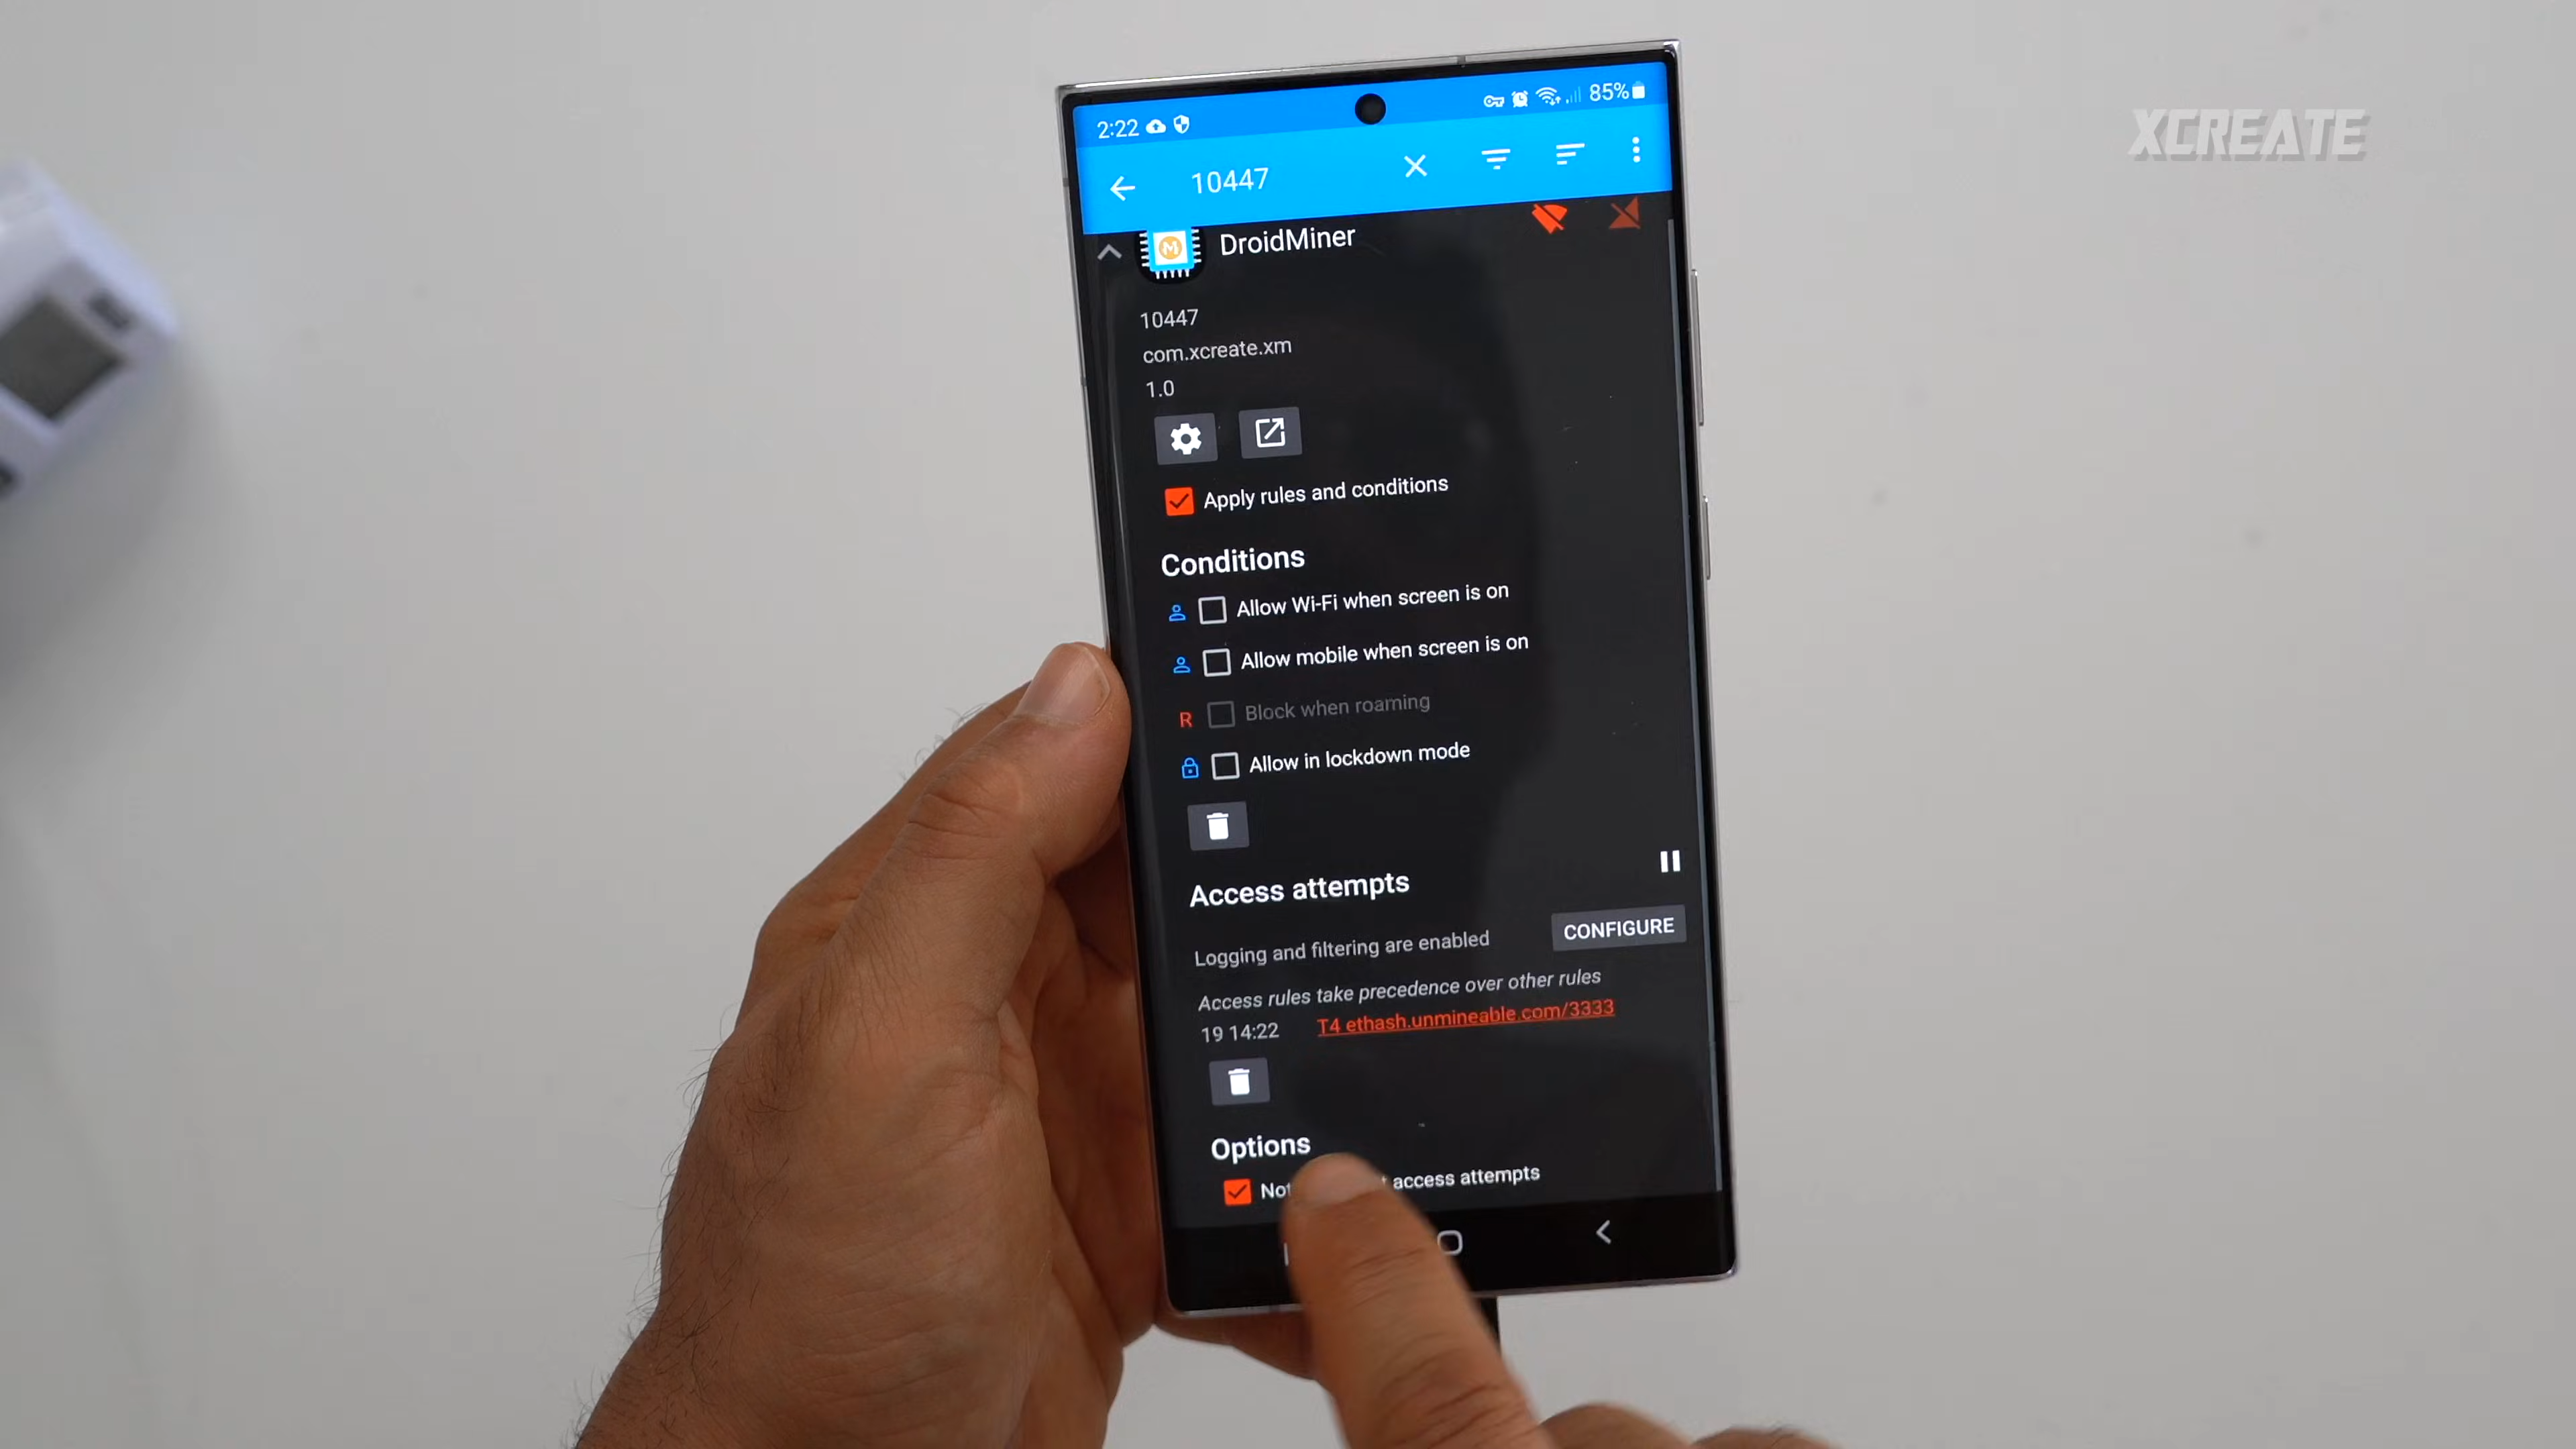 XCREATE
2:22
85%
10447
DroidMiner
10447
com.xcreate.xm
1.0
Apply rules and conditions
Conditions
Allow Wi-Fi when screen is on
Allow mobile when screen is on
R Block when roaming
Allow in lockdown mode
Access attempts
Logging and filtering are enabled
CONFIGURE
Access rules take precedence over other rules
19 14:22 T4 ethash.unmineable.com/3333
Options
access attempts